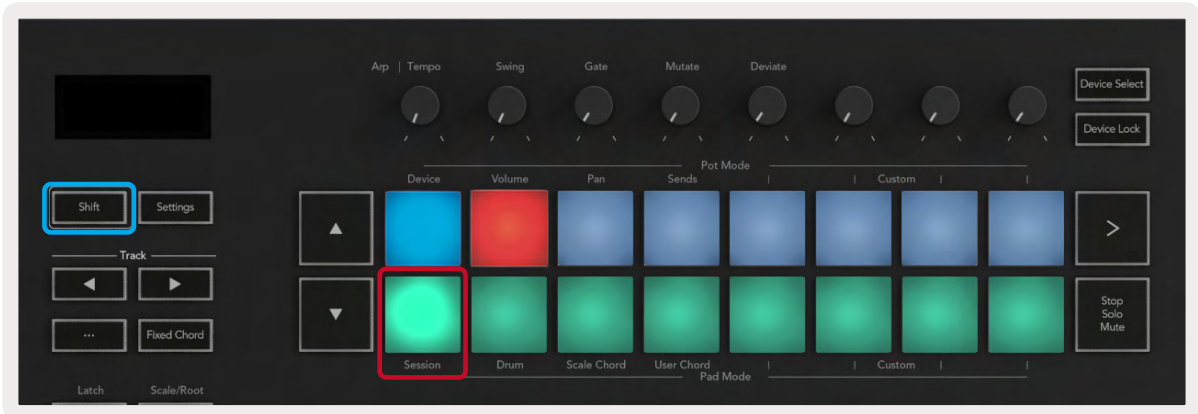 Arp | Tempo Swing Gate Mutate Deviate
Device Select
Device Lock
Pot Mode
Device Volume Pan Sends | | Custom | |
Shift Settings
Track
... Fixed Chord
Stop
Solo
Mute
Session Drum Scale Chord User Chord | | Custom | |
Pad Mode
Latch Scale/Root